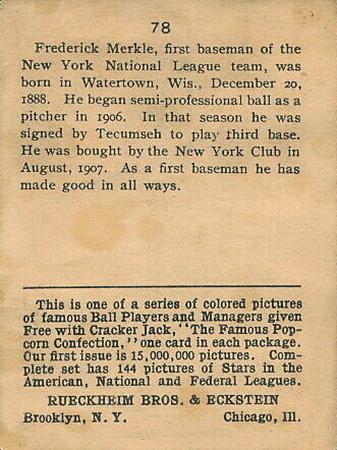 78
Frederick Merkle, first baseman of the
New York National League team, was
born in Watertown, Wis., December 20,
1888. He began semi-professional ball as a
pitcher in 1906. In that season he was
signed by Tecumseh to play third base.
He was bought by the New York Club in
August, 1907. As a first baseman he has
made good in all ways.
This is one of a series of colored pictures
of famous Ball Players and Managers given
Free with Cracker Jack, "The Famous Pop-
corn Confection," one card in each package.
Our first issue is 15,000,000 pictures. Com-
plete set has 144 pictures of Stars in the
American, National and Federal Leagues.
RUECKHEIM BROS. & ECKSTEIN
Brooklyn, N. Y. Chicago, Ill.